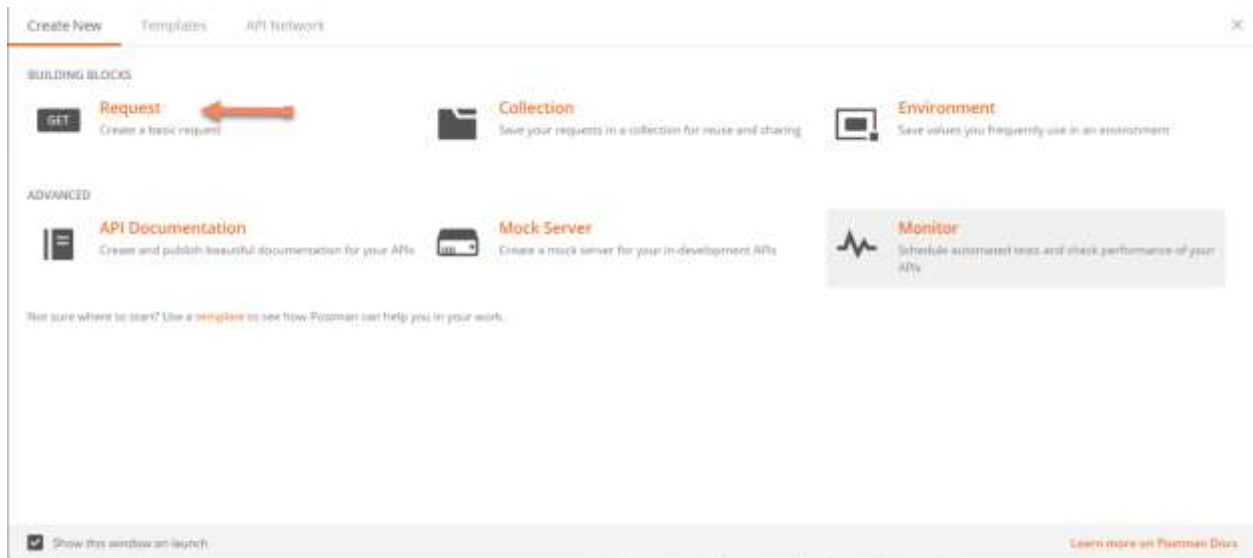 Create New Templates API Network
BUILDING BLOCKS
GET
Request
Create a basic request
Collection
Save your requests in a collection for reuse and sharing
Environment
Save values you frequently use in an environment
ADVANCED
API Documentation
Create and publish beautiful documentation for your APIs
Mock Server
Create a mock server for your in-development APIs
Monitor
Schedule automated tests and check performance of your
APIs
Not sure where to start? Use a template to see how Postman can help you in your work.
Show this window on launch
Learn more on Postman Docs